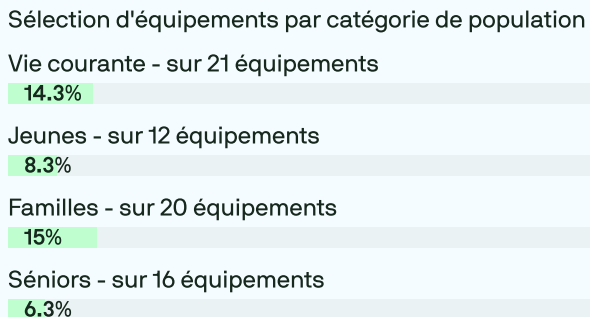 Sélection d'équipements par catégorie de population
Vie courante - sur 21 équipements
14.3%
Jeunes - sur 12 équipements
8.3%
Familles - sur 20 équipements
15%
Séniors - sur 16 équipements
6.3%